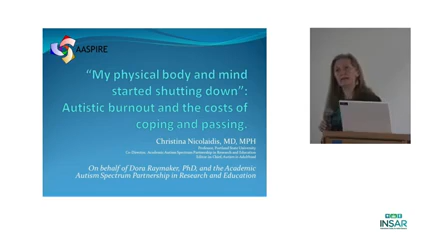 AASPIRE
"My physical body and mind
started shutting down":
Autistic burnout and the costs
of coping and passing.
Christina Nicolaidis, MD, MPH
Professor, Portland State University
Co-Director, Academic Autism Spectrum Partnership in Research and Education
Editor-in-Chief, Autism in Adulthood
On behalf of Dora Raymaker, PhD, and the Academic
Autism Spectrum Partnership in Research and Education
INSAR